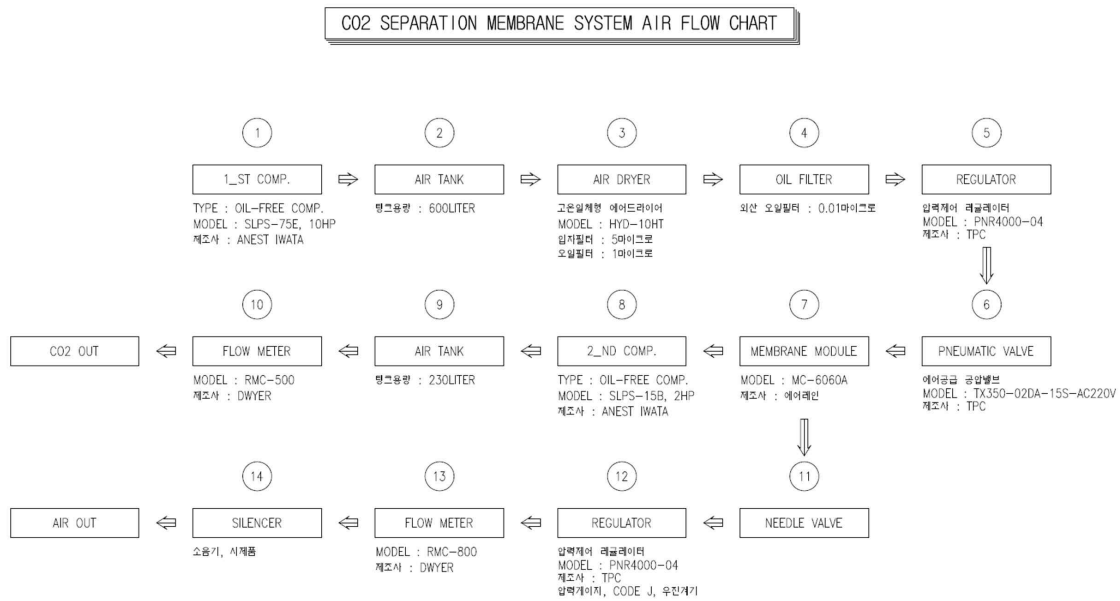 CO2 SEPARATION MEMBRANE SYSTEM AIR FLOW CHART
1
1_ST COMP.
TYPE : OIL-FREE COMP.
MODEL : SLPS-75E, 10HP
제조사 : ANEST IWATA
2
AIR TANK
탱크용량 : 600LITER
3
AIR DRYER
고온일체형 에어드라이어
MODEL : HYD-10HT
입자필터 : 5마이크로
오일필터 : 1마이크로
4
OIL FILTER
외산 오일필터 : 0.01마이크로
5
REGULATOR
압력제어 레귤레이터
MODEL : PNR4000-04
제조사 : TPC
10
9
8
7
6
CO2 OUT
FLOW METER
MODEL : RMC-500
제조사 : DWYER
AIR TANK
탱크용량 : 230LITER
2_ND COMP.
TYPE : OIL-FREE COMP.
MODEL : SLPS-15B, 2HP
제조사 : ANEST IWATA
MEMBRANE MODULE
MODEL : MC-6060A
제조사 : 에어레인
PNEUMATIC VALVE
에어공급 공압밸브
MODEL : TX350-02DA-15S-AC220V
제조사 : TPC
14
13
12
11
AIR OUT
SILENCER
소음기, 시제품
FLOW METER
MODEL : RMC-800
제조사 : DWYER
REGULATOR
압력제어 레귤레이터
MODEL : PNR4000-04
제조사 : TPC
압력게이지, CODE J, 우진계기
NEEDLE VALVE